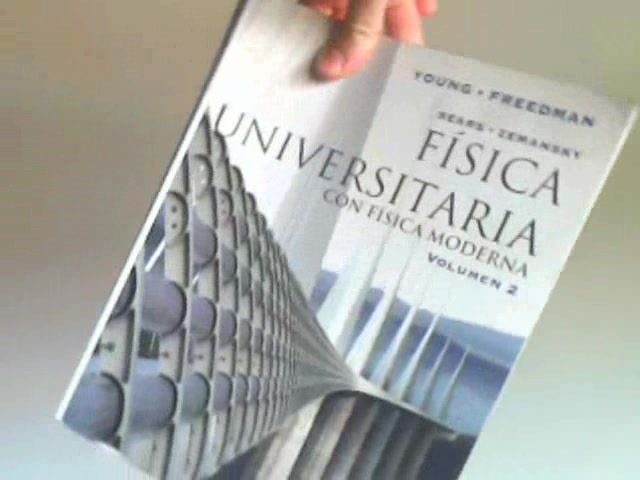 YOUNG • FREEDMAN
SEARS • ZEMANSKY
FÍSICA
UNIVERSITARIA
CON FÍSICA MODERNA
VOLUMEN 2